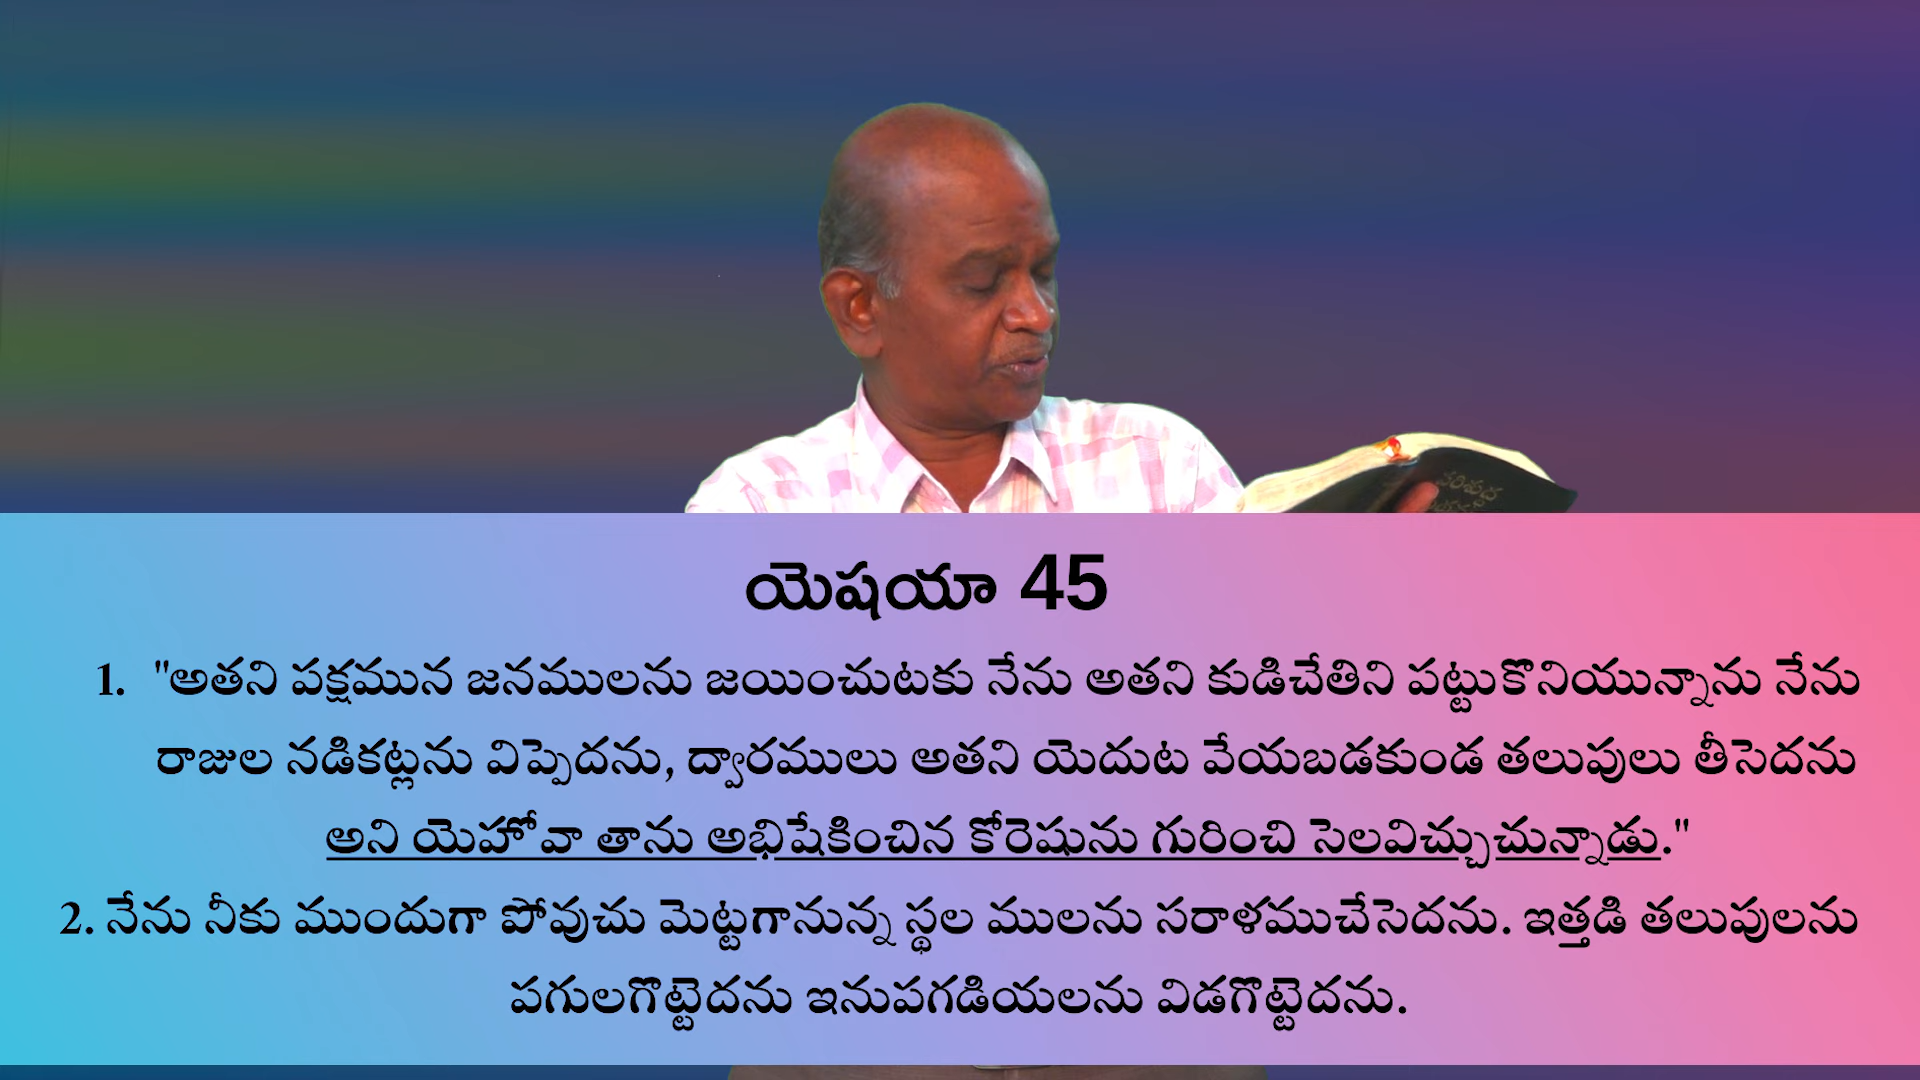 పరిశుద్ధ
యెషయా 45
1. "అతని పక్షమున జనములను జయించుటకు నేను అతని కుడిచేతిని పట్టుకొనియున్నాను నేను
రాజుల నడికట్లను విప్పెదను, ద్వారములు అతని యెదుట వేయబడకుండ తలుపులు తీసెదను
అని యెహోవా తాను అభిషేకించిన కోరెషును గురించి సెలవిచ్చుచున్నాడు."
2. నేను నీకు ముందుగా పోవుచు మెట్టగానున్న స్థల ములను సరాళముచేసెదను. ఇత్తడి తలుపులను
పగులగొట్టెదను ఇనుపగడియలను విడగొట్టెదను.